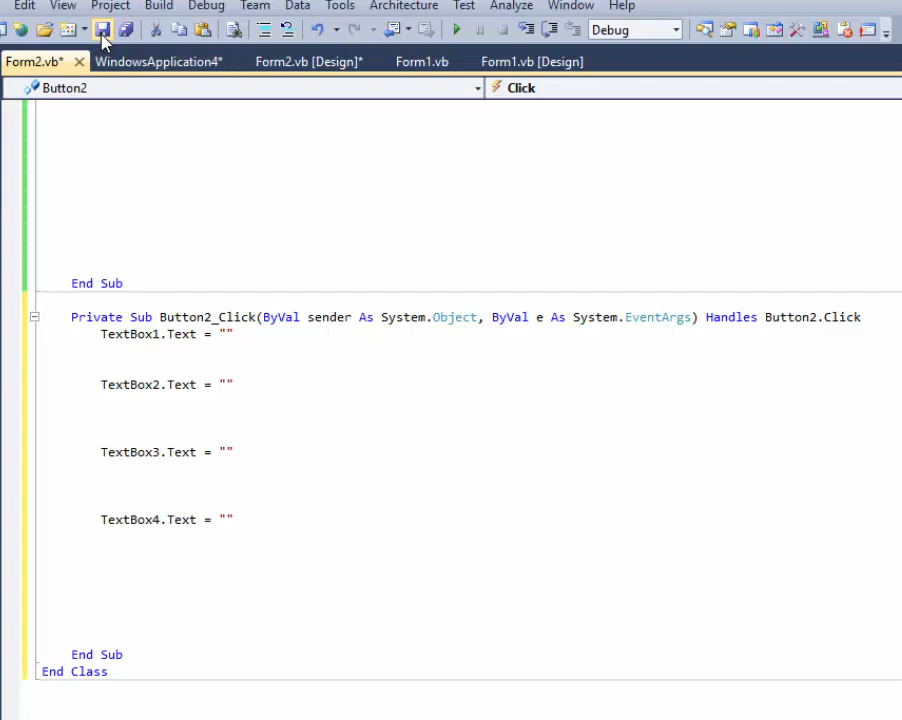 Edit View Project Build Debug Team Data Tools Architecture Test Analyze Window Help
Debug
Form2.vb* WindowsApplication4* Form2.vb [Design]* Form1.vb Form1.vb [Design]
Button2 Click
End Sub
Private Sub Button2_Click(ByVal sender As System.Object, ByVal e As System.EventArgs) Handles Button2.Click
TextBox1.Text = ""
TextBox2.Text = ""
TextBox3.Text = ""
TextBox4.Text = ""
End Sub
End Class